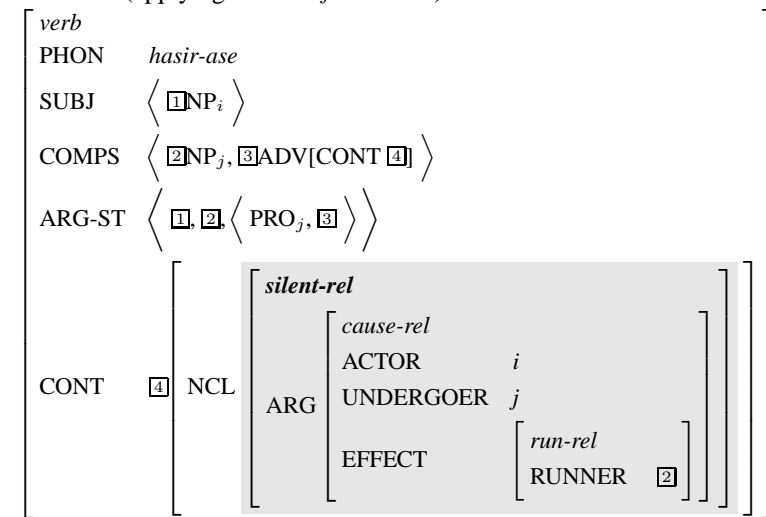 verb
PHON hasir-ase
SUBJ ⟨ 1NP_i ⟩
COMPS ⟨ 2NP_j, 3ADV[CONT 4] ⟩
ARG-ST ⟨ 1, 2, ⟨ PRO_j, 3 ⟩ ⟩
silent-rel
cause-rel
ACTOR i
CONT 4 NCL ARG UNDERGOER j
EFFECT run-rel
RUNNER 2